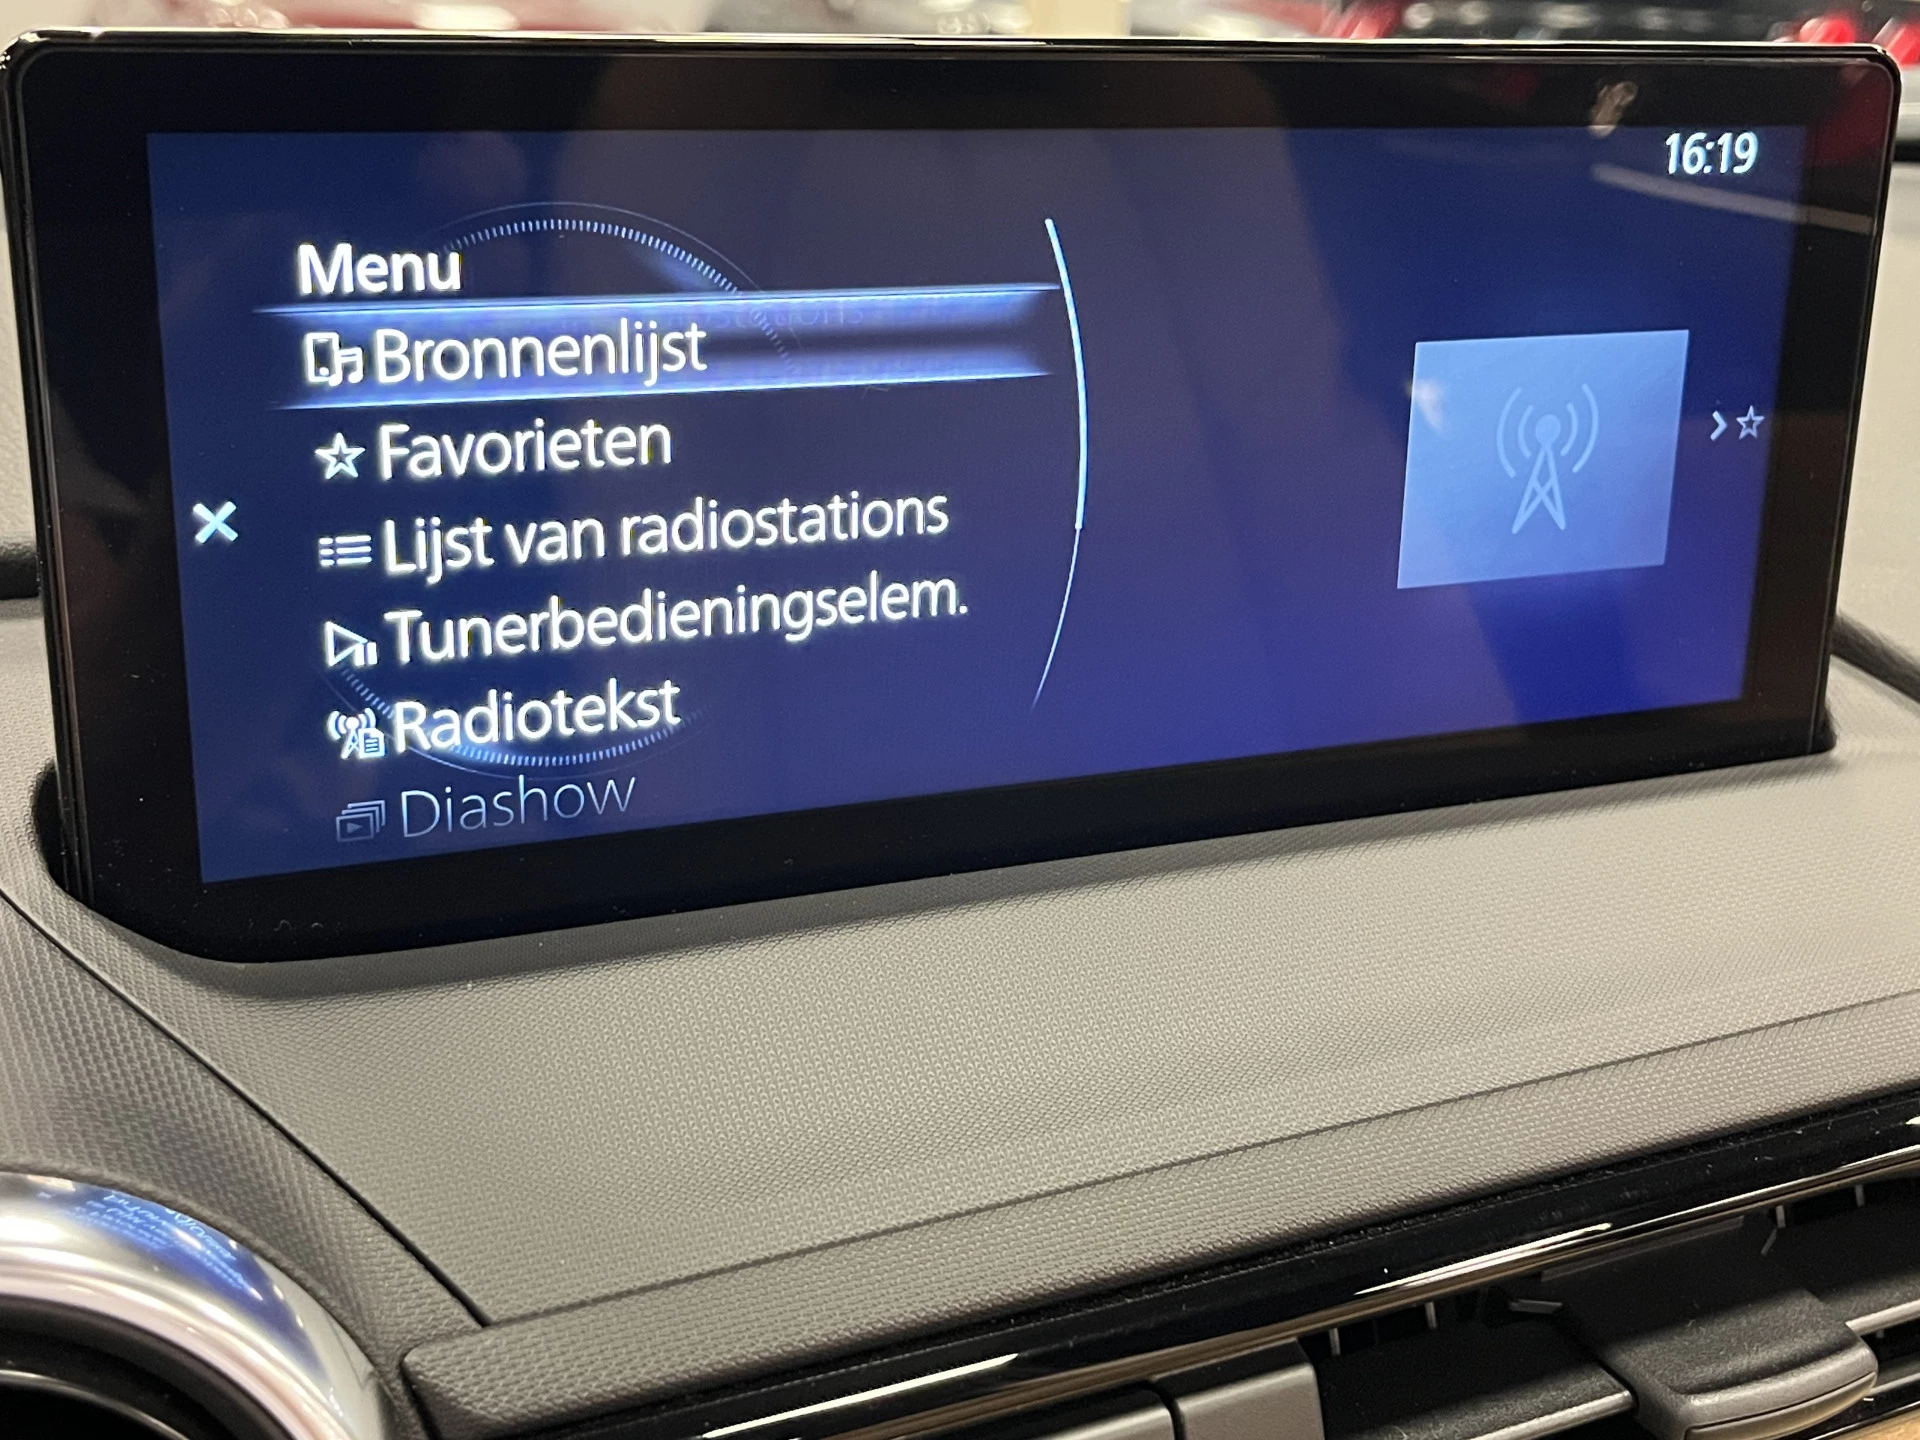 16:19
Menu
Bronnenlijst
Favorieten
Lijst van radiostations
Tunerbedieningselem.
Radiotekst
Diashow